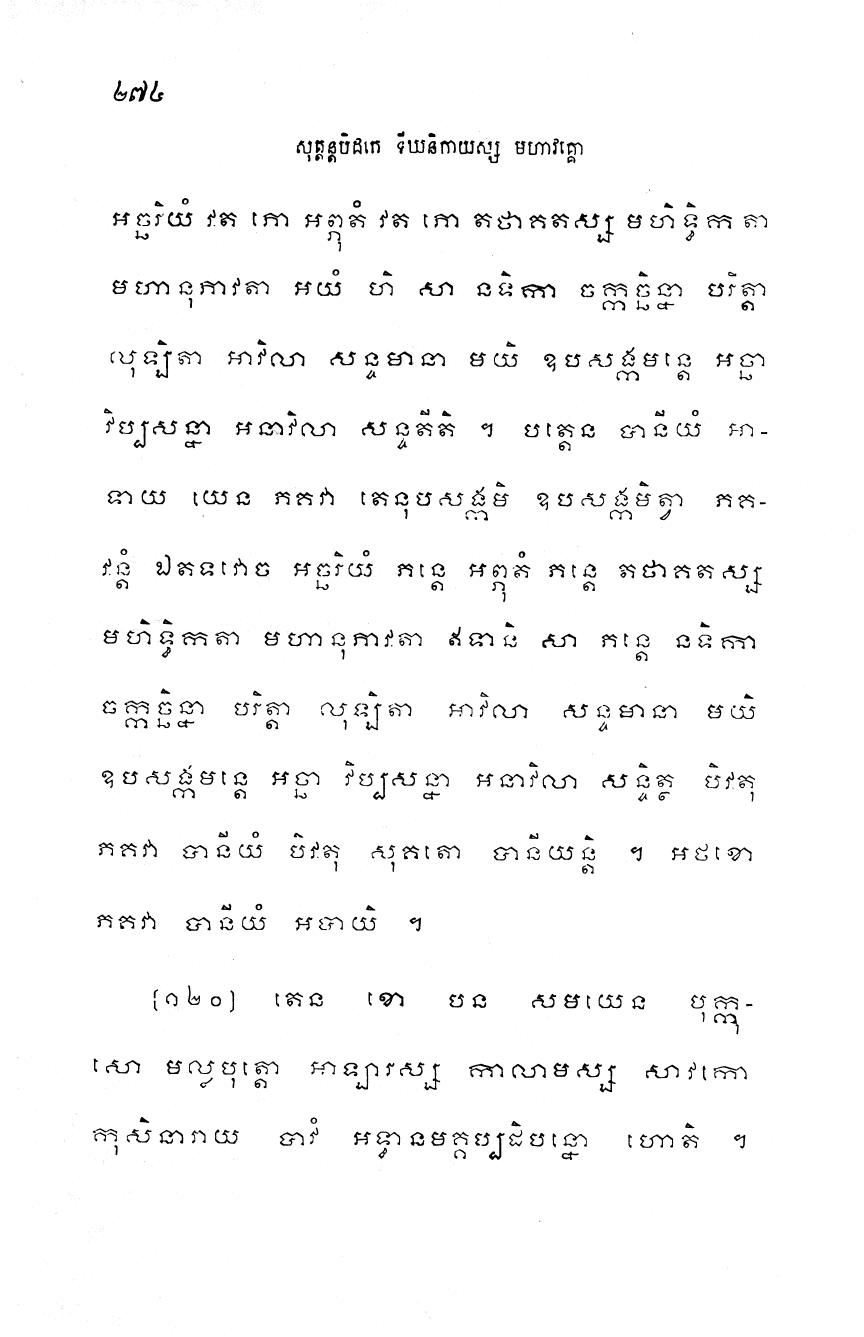 ២៧៤
សុត្តន្តបិដកេ ទីឃនិកាយស្ស មហាវគ្គោ
អច្ឆរិយំ វត ភោ អព្ភុតំ វត ភោ តថាគតស្ស មហិទ្ធិកតា
មហានុភាវតា អយំ ហិ សា នទិកា ចក្កច្ឆិន្នា បរិត្តា
លុឡិតា អាវិលា សន្ទមានា មយិ ឧបសង្កមន្តេ អច្ឆា
វិប្បសន្នា អនាវិលា សន្ទតីតិ ។ បត្តេន បានីយំ អា-
ទាយ យេន ភគវា តេនុបសង្កមិ ឧបសង្កមិត្វា ភគ-
វន្តំ ឯតទវោច អច្ឆរិយំ ភន្តេ អព្ភុតំ ភន្តេ តថាគតស្ស
មហិទ្ធិកតា មហានុភាវតា ឥទានិ សា ភន្តេ នទិកា
ចក្កច្ឆិន្នា បរិត្តា លុឡិតា អាវិលា សន្ទមានា មយិ
ឧបសង្កមន្តេ អច្ឆា វិប្បសន្នា អនាវិលា សន្ទិត្ថ បិវតុ
ភគវា បានីយំ បិវតុ សុគតោ បានីយន្តិ ។ អថខោ
ភគវា បានីយំ អបាយិ ។
[១២០] តេន ខោ បន សមយេន បុក្កុ-
សោ មល្លបុត្តោ អាឡារស្ស កាលាមស្ស សាវកោ
កុសិនារាយ បាវំ អទ្ធានមគ្គប្បដិបន្នោ ហោតិ ។